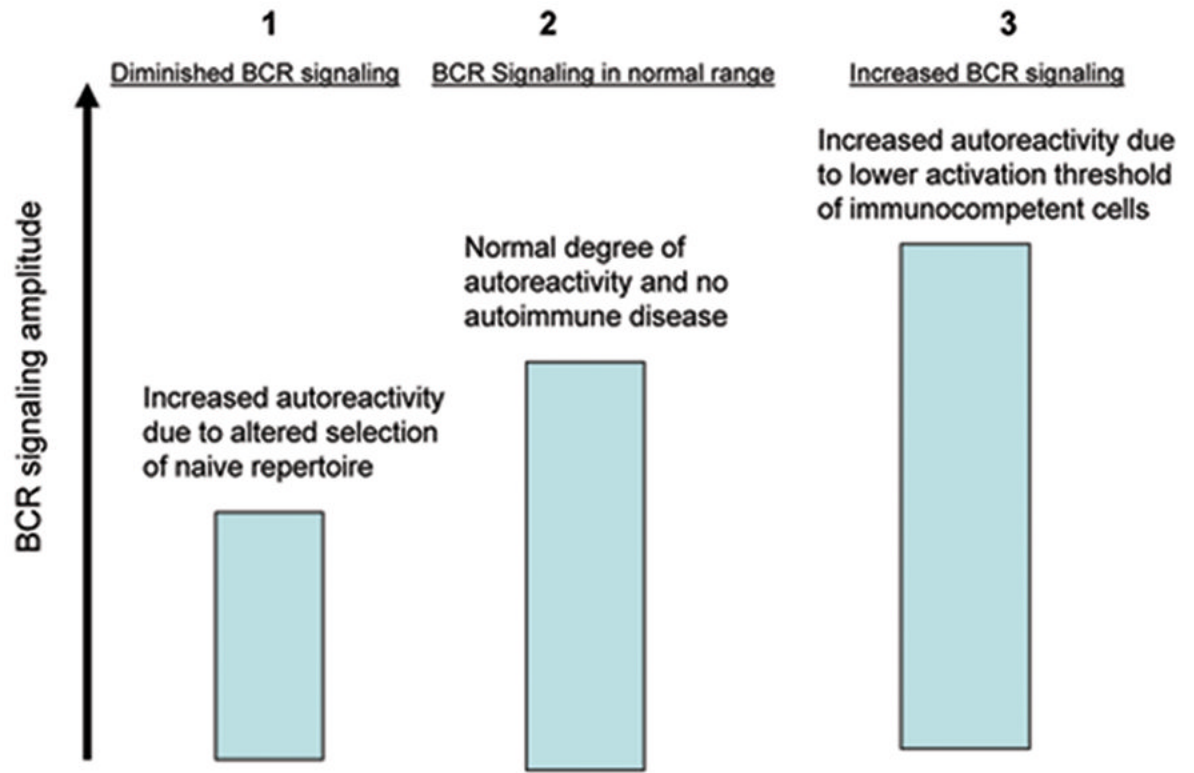 1
Diminished BCR signaling
2
BCR Signaling in normal range
3
Increased BCR signaling
BCR signaling amplitude
Increased autoreactivity
due to altered selection
of naive repertoire
Normal degree of
autoreactivity and no
autoimmune disease
Increased autoreactivity due
to lower activation threshold
of immunocompetent cells